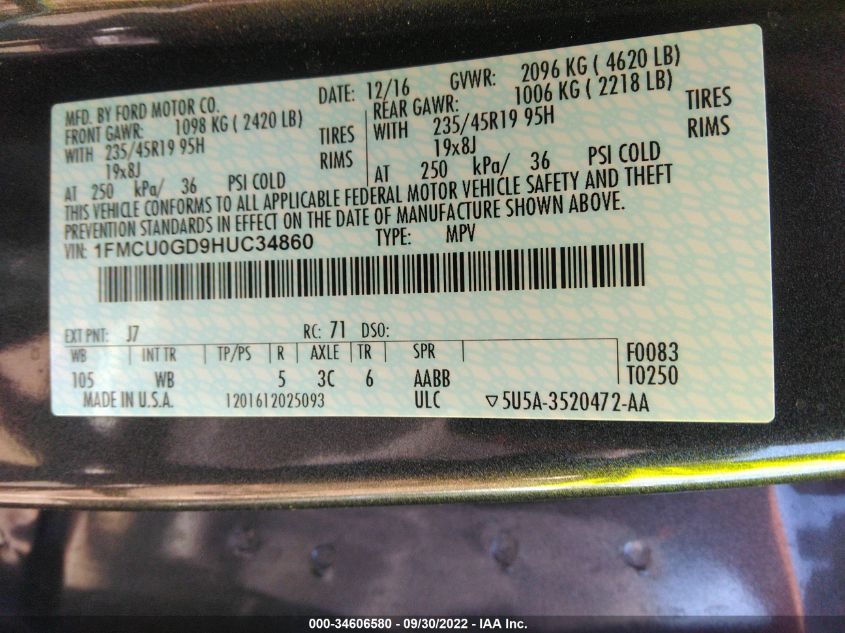 MFD. BY FORD MOTOR CO. DATE: 12/16 GVWR: 2096 KG ( 4620 LB)
FRONT GAWR: 1098 KG ( 2420 LB) REAR GAWR: 1006 KG ( 2218 LB)
WITH 235/45R19 95H TIRES WITH 235/45R19 95H TIRES
19x8J RIMS 19x8J RIMS
AT 250 kPa/ 36 PSI COLD AT 250 kPa/ 36 PSI COLD
THIS VEHICLE CONFORMS TO ALL APPLICABLE FEDERAL MOTOR VEHICLE SAFETY AND THEFT
PREVENTION STANDARDS IN EFFECT ON THE DATE OF MANUFACTURE SHOWN ABOVE.
VIN: 1FMCU0GD9HUC34860 TYPE: MPV
EXT PNT: J7 RC: 71 DSO:
WB INT TR TP/PS R AXLE TR SPR F0083
105 WB 5 3C 6 AABB T0250
MADE IN U.S.A. 1201612025093 ULC ▽5U5A-3520472-AA
000-34606580 - 09/30/2022 - IAA Inc.